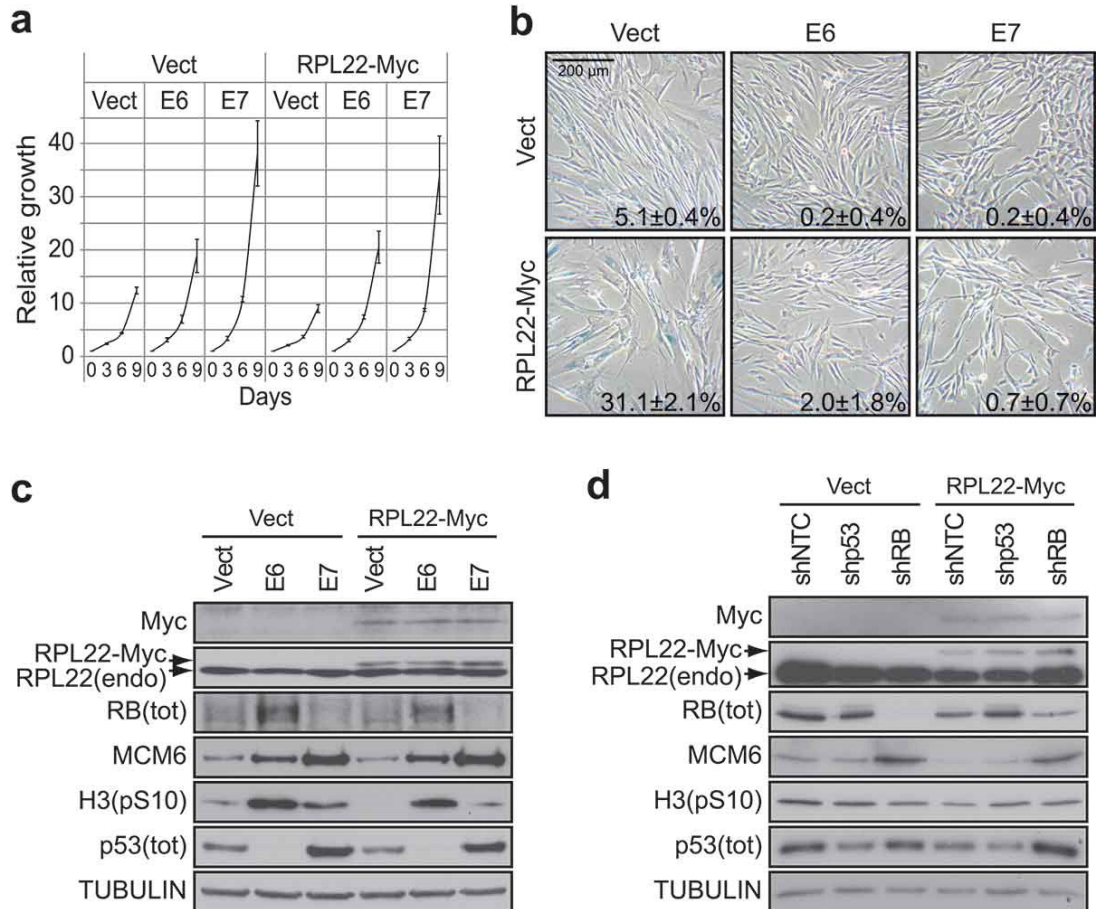 a
Vect RPL22-Myc
Vect E6 E7 Vect E6 E7
Relative growth
40
30
20
10
0
0 3 6 9 0 3 6 9 0 3 6 9 0 3 6 9 0 3 6 9 0 3 6 9
Days
b
Vect E6 E7
Vect
200 µm
5.1±0.4% 0.2±0.4% 0.2±0.4%
RPL22-Myc
31.1±2.1% 2.0±1.8% 0.7±0.7%
c
Vect RPL22-Myc
Vect E6 E7 Vect E6 E7
Myc
RPL22-Myc
RPL22(endo)
RB(tot)
MCM6
H3(pS10)
p53(tot)
TUBULIN
d
Vect RPL22-Myc
shNTC shp53 shRB shNTC shp53 shRB
Myc
RPL22-Myc
RPL22(endo)
RB(tot)
MCM6
H3(pS10)
p53(tot)
TUBULIN